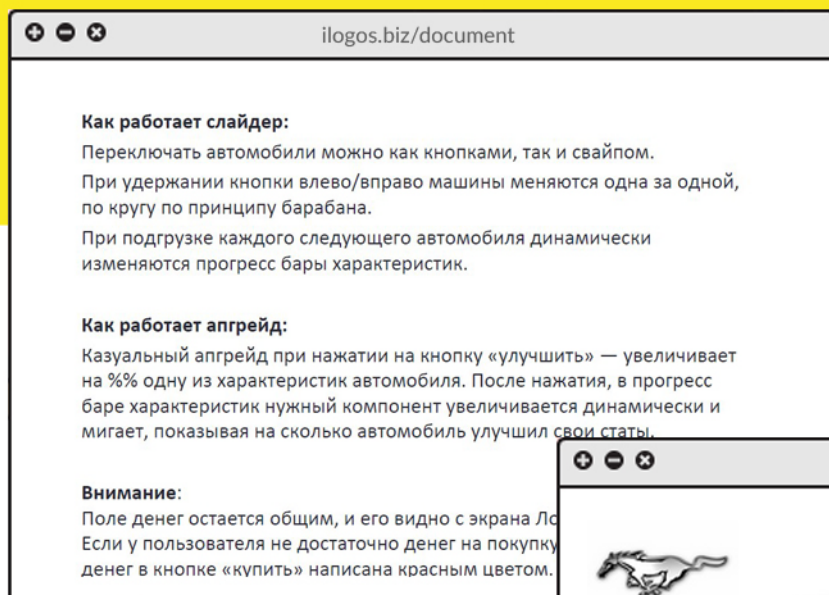 ilogos.biz/document
Как работает слайдер:
Переключать автомобили можно как кнопками, так и свайпом.
При удержании кнопки влево/вправо машины меняются одна за одной,
по кругу по принципу барабана.
При подгрузке каждого следующего автомобиля динамически
изменяются прогресс бары характеристик.
Как работает апгрейд:
Казуальный апгрейд при нажатии на кнопку «улучшить» — увеличивает
на %% одну из характеристик автомобиля. После нажатия, в прогресс
баре характеристик нужный компонент увеличивается динамически и
мигает, показывая на сколько автомобиль улучшил свои статы.
Внимание:
Поле денег остается общим, и его видно с экрана
Если у пользователя не достаточно денег на покупку
денег в кнопке «купить» написана красным цветом.